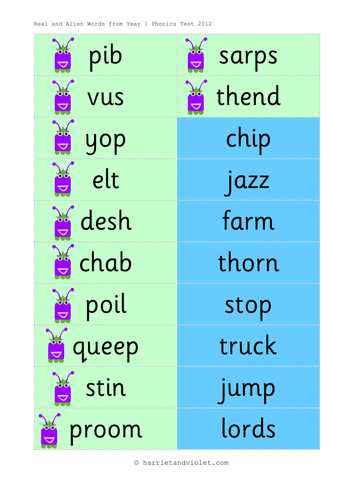 Real and Alien Words from Year 1 Phonics Test 2012
pib sarps
vus thend
yop chip
elt jazz
desh farm
chab thorn
poil stop
queep truck
stin jump
proom lords
© harrietandviolet.com